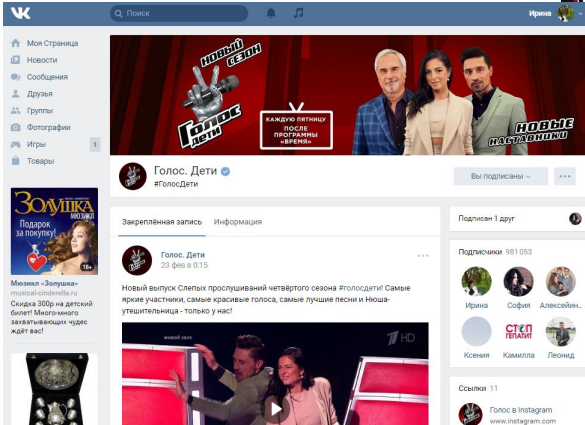 Поиск
Ирина
Моя Страница
Новости
Сообщения
Друзья
Группы
Фотографии
Игры 1
Товары
НОВЫЙ СЕЗОН
Голос дети
КАЖДУЮ ПЯТНИЦУ
ПОСЛЕ
ПРОГРАММЫ
«ВРЕМЯ»
НОВЫЕ
НАСТАВНИКИ
Голос. Дети
#ГолосДети
Вы подписаны
Закреплённая запись Информация
Голос. Дети
23 фев в 0:15
Новый выпуск Слепых прослушиваний четвёртого сезона #голосдети! Самые
яркие участники, самые красивые голоса, самые лучшие песни и Нюша-
утешительница - только у нас!
живой звук
1 HD
ЗОЛУШКА
МЮЗИКЛ
Подарок
за покупку!
18+
Мюзикл «Золушка»
musical-cinderella.ru
Скидка 300р на детский
билет! Много-много
захватывающих чудес
ждёт вас!
Подписан 1 друг
Подписчики 981 053
Ирина София Алексейин..
СТОП
ГЕПАТИТ
Ксения Камилла Леонид
Ссылки 11
Голос в Instagram
www.instagram.com